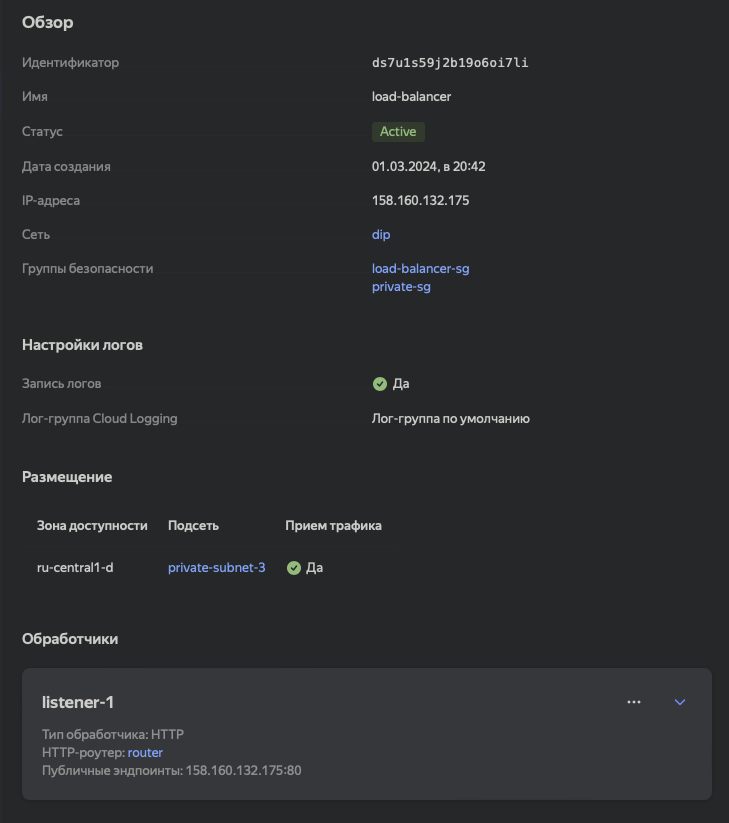 Обзор
Идентификатор ds7u1s59j2b19o6oi7li
Имя load-balancer
Статус Active
Дата создания 01.03.2024, в 20:42
IP-адреса 158.160.132.175
Сеть dip
Группы безопасности load-balancer-sg
private-sg
Настройки логов
Запись логов Да
Лог-группа Cloud Logging Лог-группа по умолчанию
Размещение
Зона доступности Подсеть Прием трафика
ru-central1-d private-subnet-3 Да
Обработчики
listener-1
Тип обработчика: HTTP
HTTP-роутер: router
Публичные эндпоинты: 158.160.132.175:80